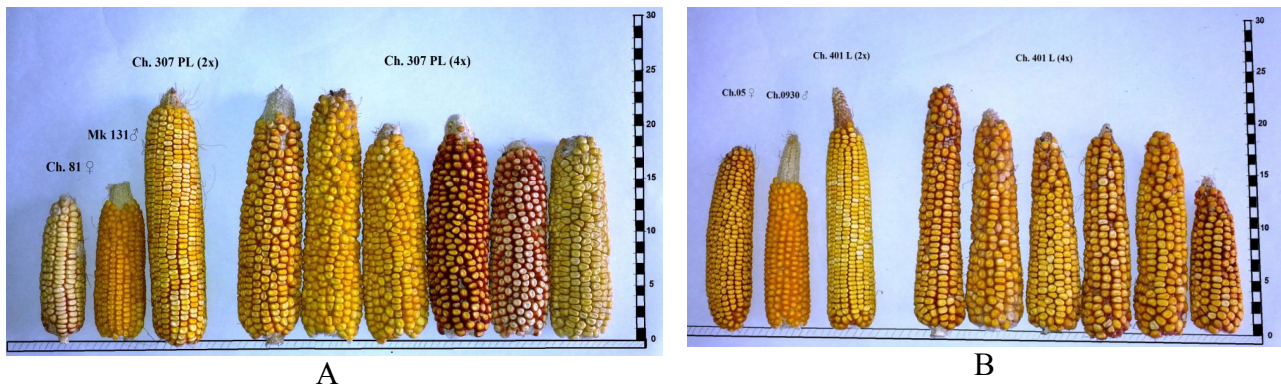 Ch. 307 PL (2x)
Ch. 307 PL (4x)
Mk 131♂
Ch. 81 ♀
30
25
20
15
10
5
0
A
Ch. 401 L (2x)
Ch. 401 L (4x)
Ch.05 ♀
Ch.0930 ♂
30
25
20
15
10
5
0
B